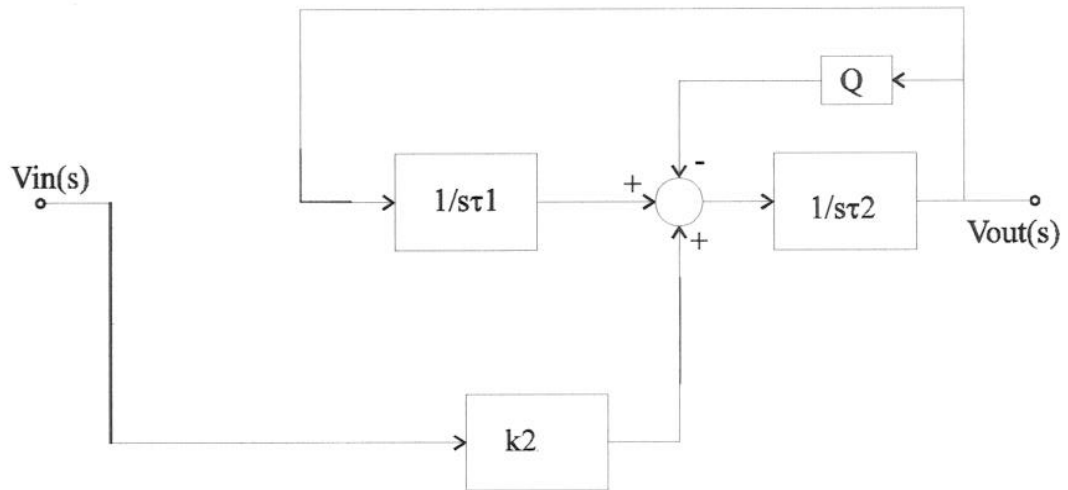 Q
-
Vin(s)
1/sτ1
+
1/sτ2
Vout(s)
+
k2